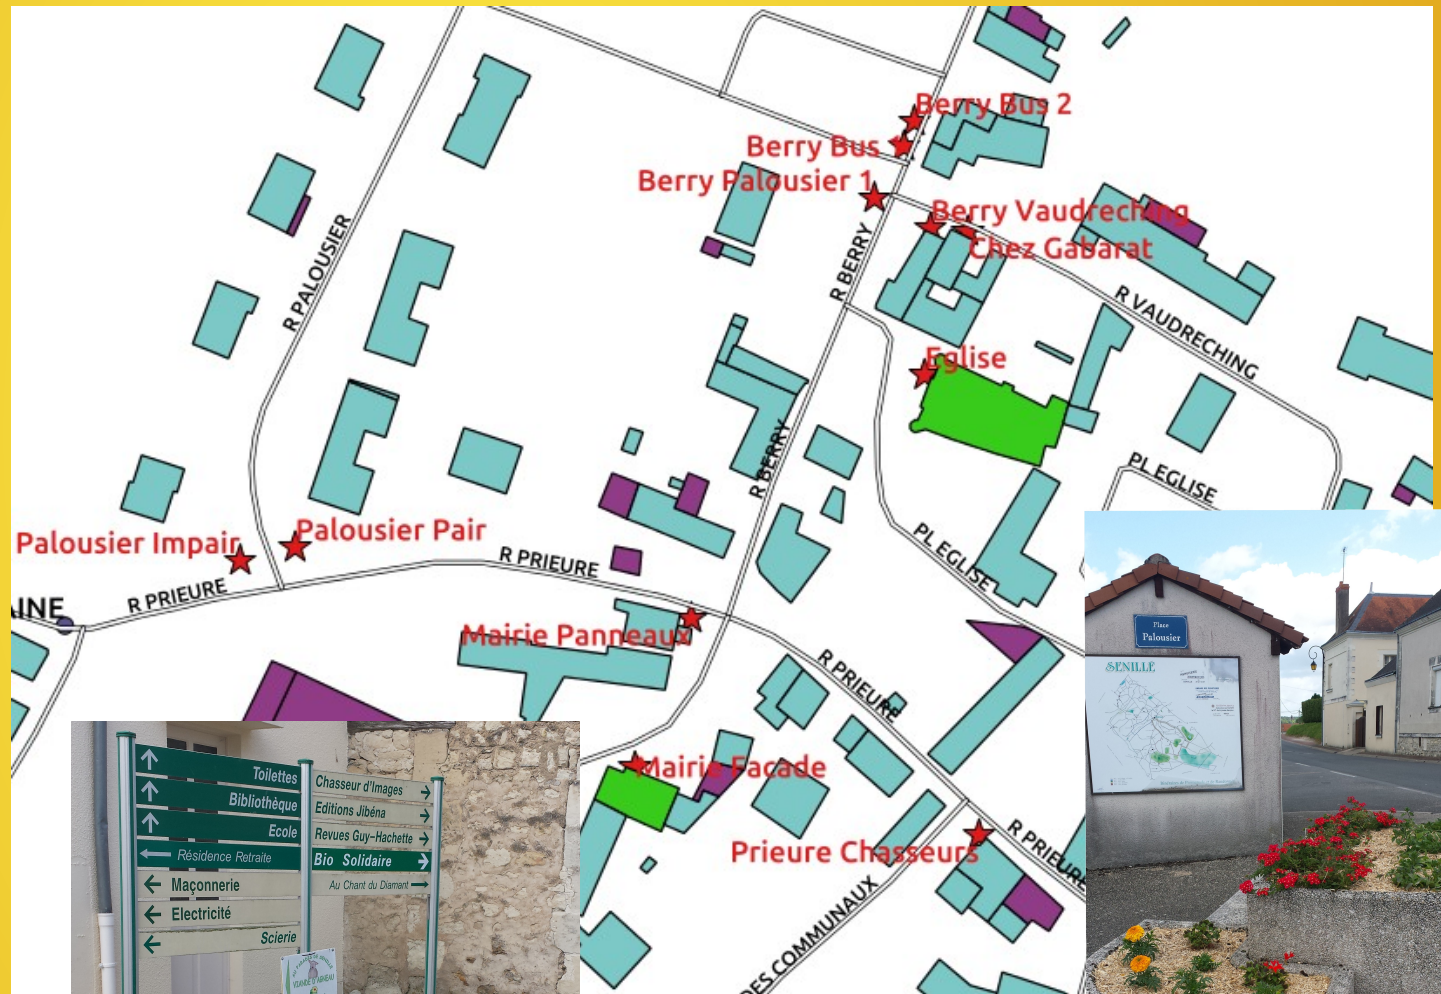 Berry Bus 2
Berry Bus
Berry Palousier 1
Berry Vaudreching
Chez Gabarat
R PALOUSIER
R BERRY
R VAUDRECHING
Eglise
R BERRY
PL EGLISE
Palousier Impair
Palousier Pair
R PRIEURE
PL EGLISE
AINE
R PRIEURE
Mairie Panneaux
R PRIEURE
Mairie Facade
Prieure Chasseurs
R PRIEURE
DES COMMUNAUX
Toilettes
Bibliothèque
Ecole
Résidence Retraite
Maçonnerie
Electricité
Scierie
Chasseur d'Images
Editions Jibéna
Revues Guy-Hachette
Bio Solidaire
Au Chant du Diamant
VIANDE D'AGNEAU
Place
Palousier
SENILLÉ